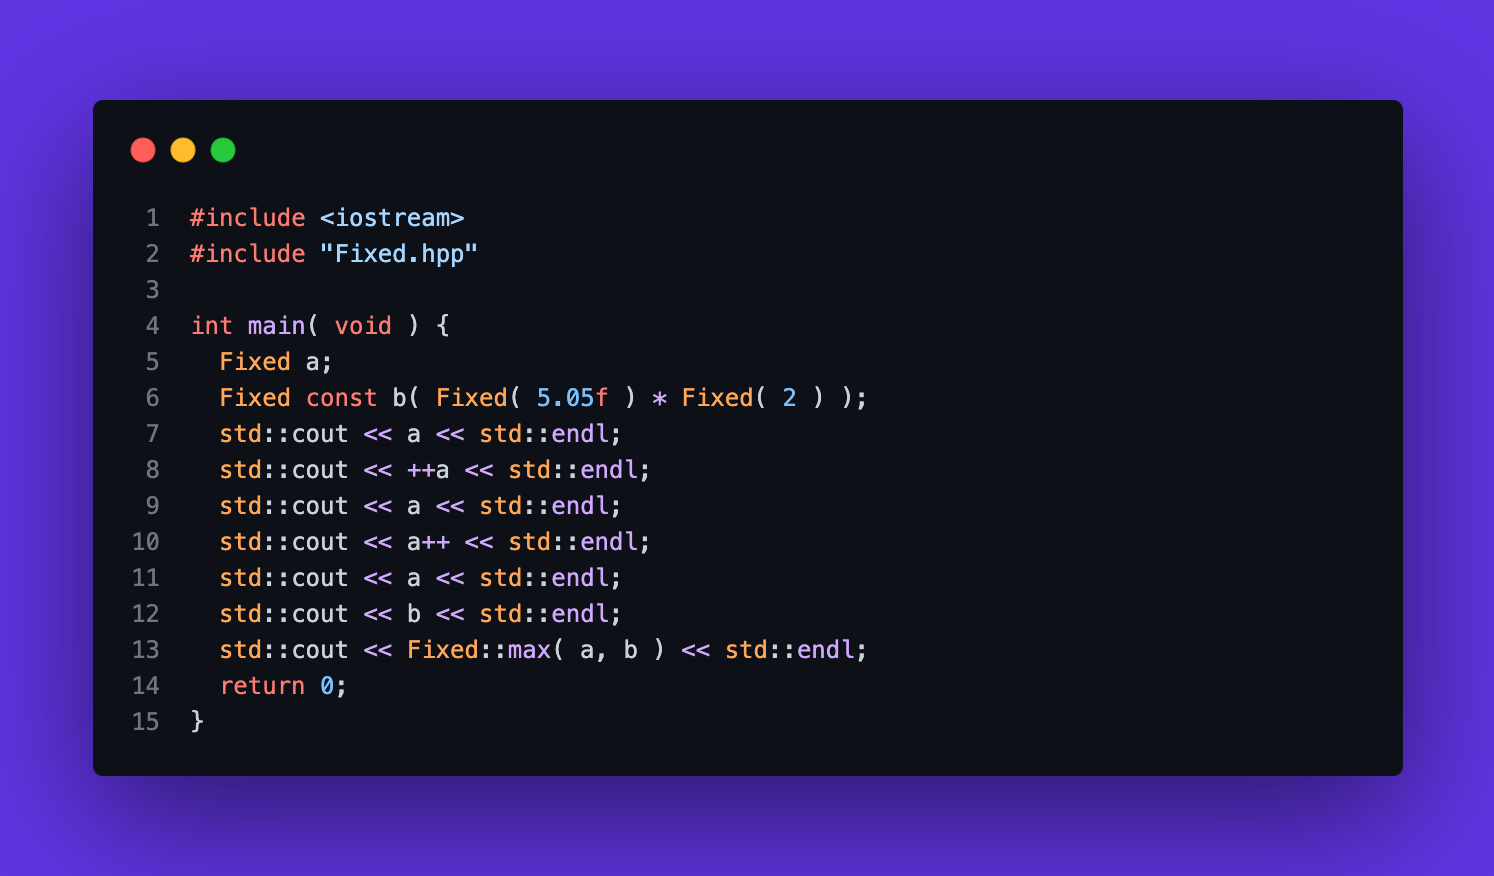 1 #include <iostream>
2 #include "Fixed.hpp"
3
4 int main( void ) {
5   Fixed a;
6   Fixed const b( Fixed( 5.05f ) * Fixed( 2 ) );
7   std::cout << a << std::endl;
8   std::cout << ++a << std::endl;
9   std::cout << a << std::endl;
10   std::cout << a++ << std::endl;
11   std::cout << a << std::endl;
12   std::cout << b << std::endl;
13   std::cout << Fixed::max( a, b ) << std::endl;
14   return 0;
15 }